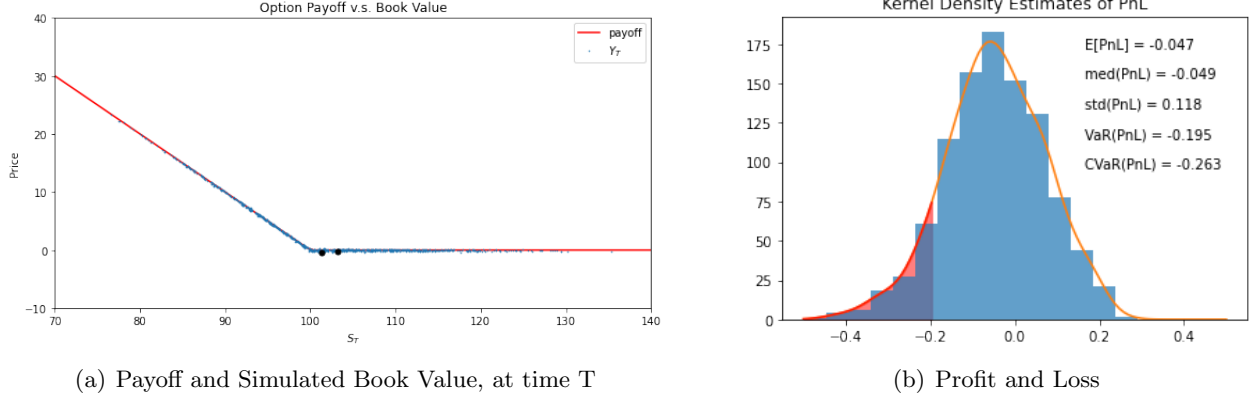 Option Payoff v.s. Book Value
40
30
20
10
0
−10
Price
payoff
Y_T
70
80
90
100
110
120
130
140
S_T
(a) Payoff and Simulated Book Value, at time T
Kernel Density Estimates of PnL
175
150
125
100
75
50
25
0
E[PnL] = -0.047
med(PnL) = -0.049
std(PnL) = 0.118
VaR(PnL) = -0.195
CVaR(PnL) = -0.263
−0.4
−0.2
0.0
0.2
0.4
(b) Profit and Loss